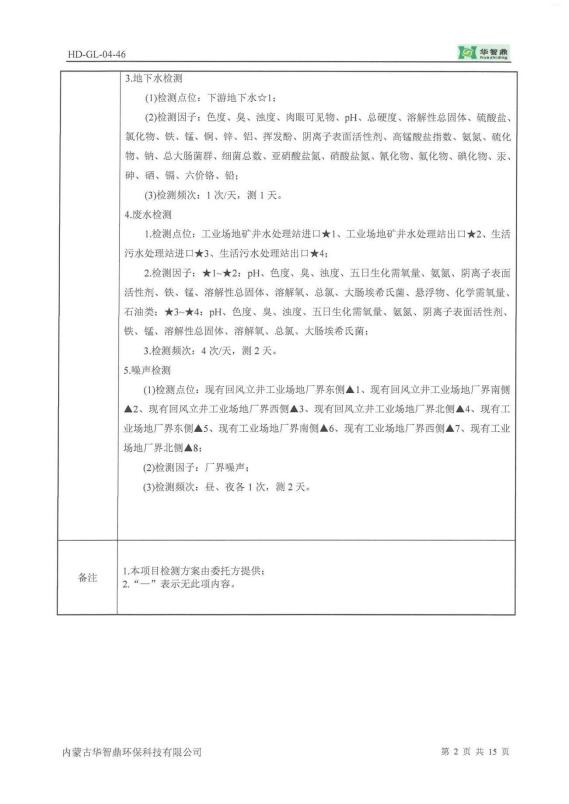 HD-GL-04-46
华智鼎
3.地下水检测
(1)检测点位：下游地下水☆1；
(2)检测因子：色度、臭、浊度、肉眼可见物、pH、总硬度、溶解性总固体、硫酸盐、
氯化物、铁、锰、铜、锌、铝、挥发酚、阴离子表面活性剂、高锰酸盐指数、氨氮、硫化
物、钠、总大肠菌群、细菌总数、亚硝酸盐氮、硝酸盐氮、氰化物、氟化物、碘化物、汞、
砷、硒、镉、六价铬、铅；
(3)检测频次：1 次/天，测 1 天。
4.废水检测
1.检测点位：工业场地矿井水处理站进口★1、工业场地矿井水处理站出口★2、生活
污水处理站进口★3、生活污水处理站出口★4；
2.检测因子：★1~★2：pH、色度、臭、浊度、五日生化需氧量、氨氮、阴离子表面
活性剂、铁、锰、溶解性总固体、溶解氧、总氯、大肠埃希氏菌、悬浮物、化学需氧量、
石油类；★3~★4：pH、色度、臭、浊度、五日生化需氧量、氨氮、阴离子表面活性剂、
铁、锰、溶解性总固体、溶解氧、总氯、大肠埃希氏菌；
3.检测频次：4 次/天，测 2 天。
5.噪声检测
(1)检测点位：现有回风立井工业场地厂界东侧▲1、现有回风立井工业场地厂界南侧
▲2、现有回风立井工业场地厂界西侧▲3、现有回风立井工业场地厂界北侧▲4、现有工
业场地厂界东侧▲5、现有工业场地厂界南侧▲6、现有工业场地厂界西侧▲7、现有工业
场地厂界北侧▲8；
(2)检测因子：厂界噪声；
(3)检测频次：昼、夜各 1 次，测 2 天。
备注
1.本项目检测方案由委托方提供；
2.“—”表示无此项内容。
内蒙古华智鼎环保科技有限公司
第 2 页 共 15 页